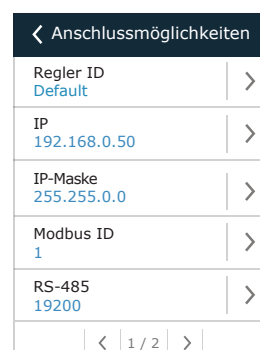 Anschlussmöglichkeiten
Regler ID
Default
IP
192.168.0.50
IP-Maske
255.255.0.0
Modbus ID
1
RS-485
19200
1 / 2